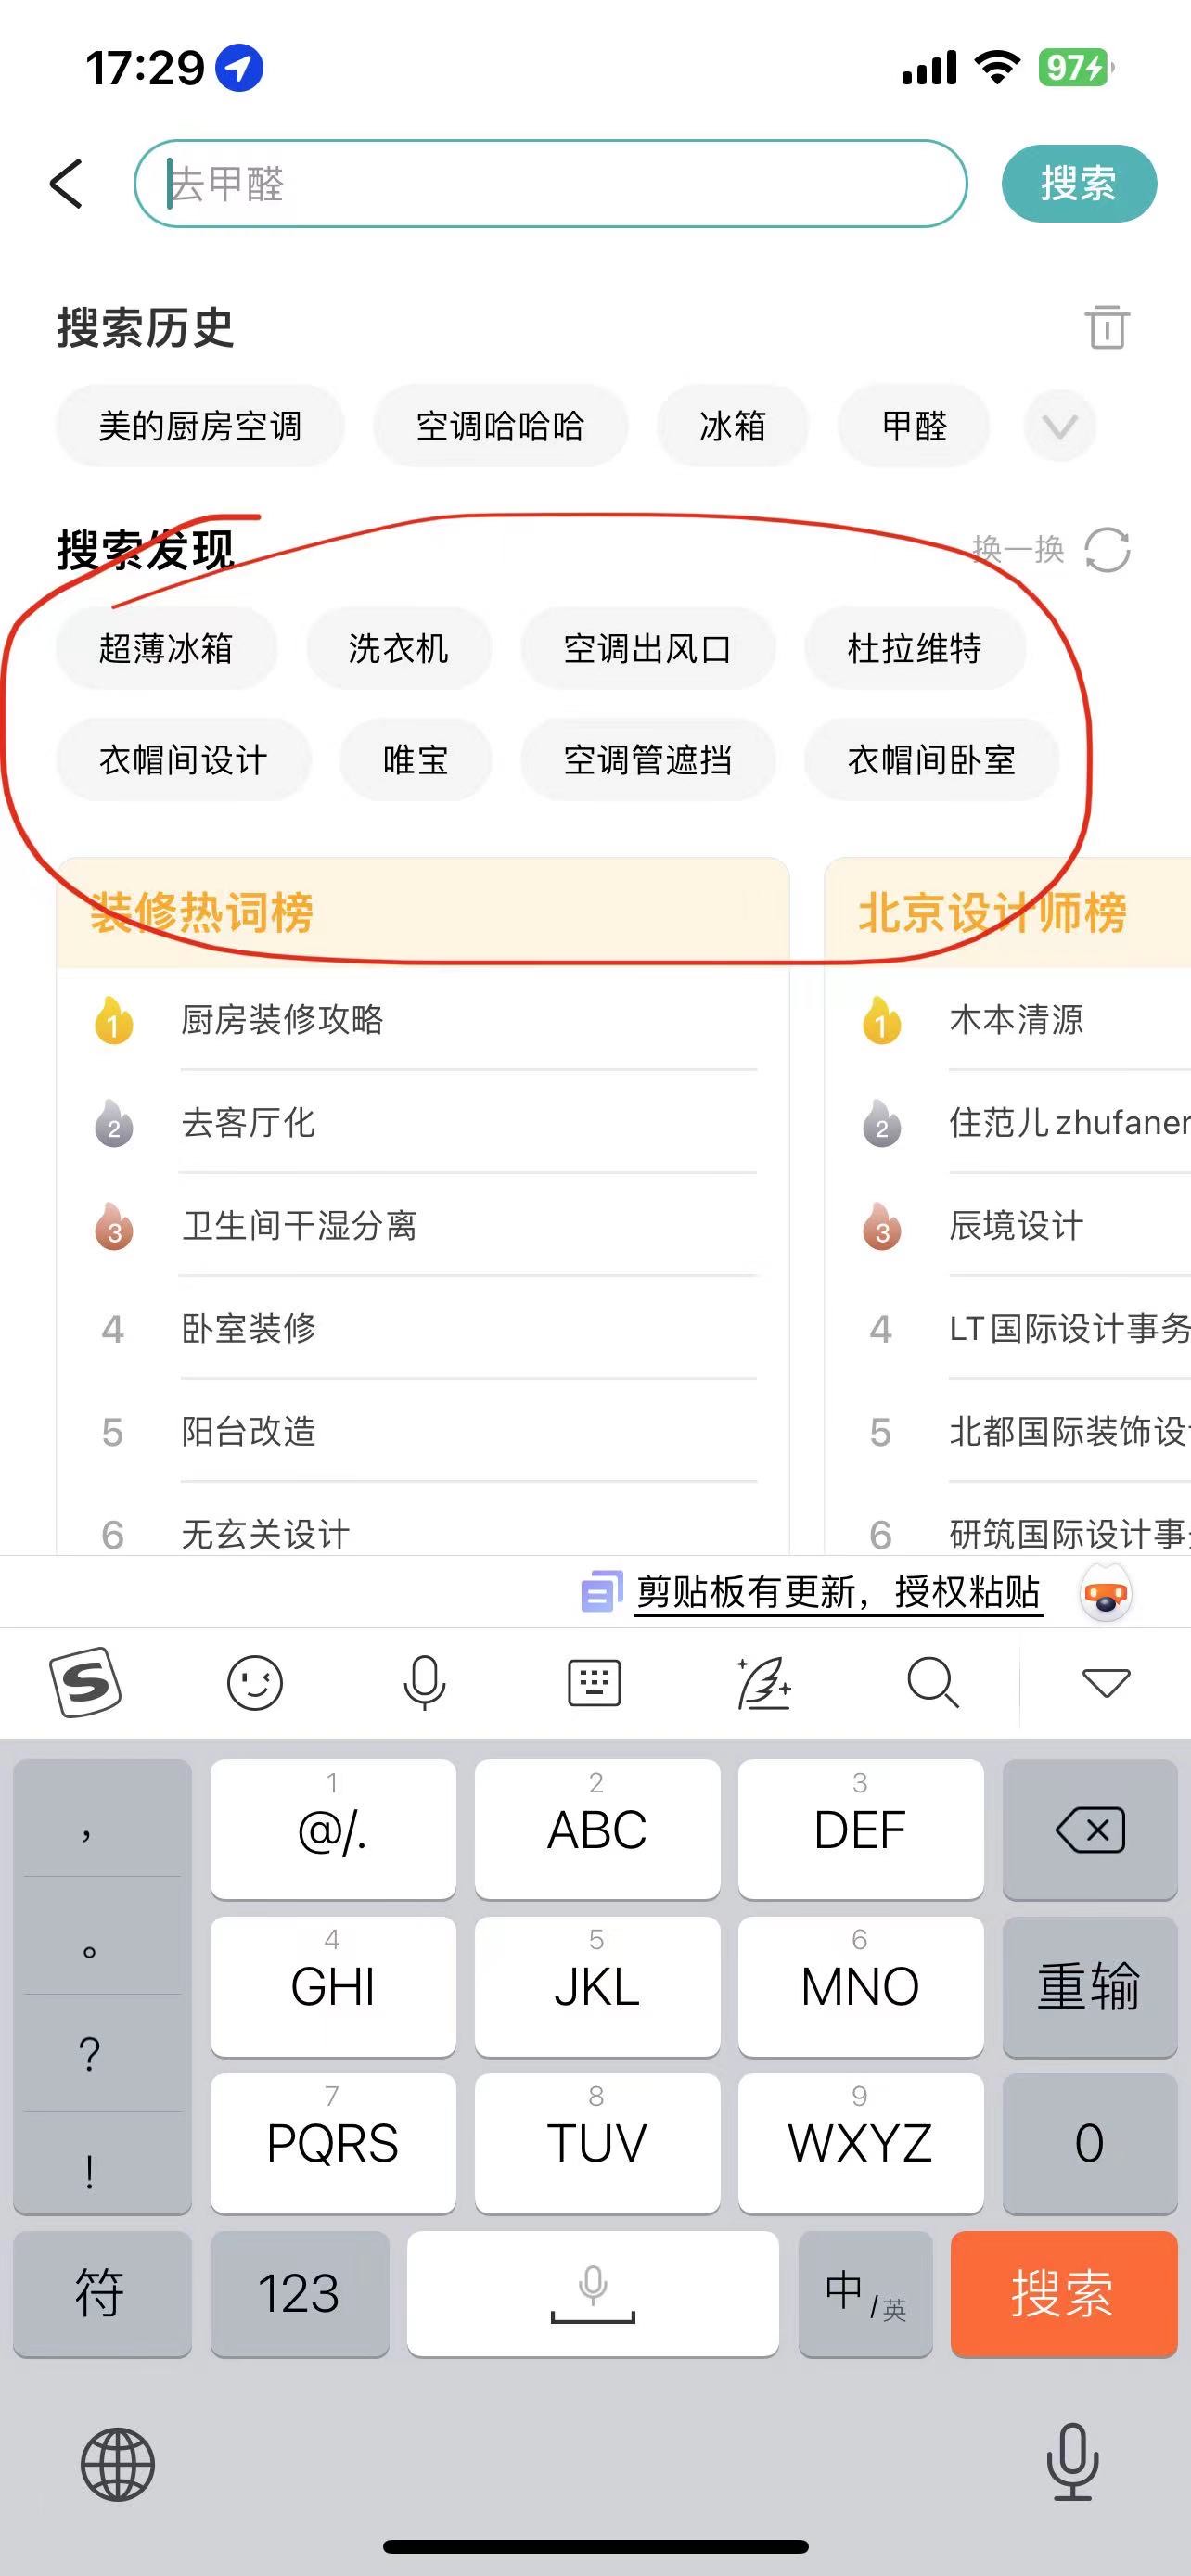 17:29
97
去甲醛
搜索
搜索历史
美的厨房空调 空调哈哈哈 冰箱 甲醛
搜索发现 换一换
超薄冰箱 洗衣机 空调出风口 杜拉维特
衣帽间设计 唯宝 空调管遮挡 衣帽间卧室
装修热词榜
1 厨房装修攻略
2 去客厅化
3 卫生间干湿分离
4 卧室装修
5 阳台改造
6 无玄关设计
北京设计师榜
1 木本清源
2 住范儿zhufaner
3 辰境设计
4 LT国际设计事务
5 北都国际装饰设
6 研筑国际设计事
剪贴板有更新，授权粘贴
S
， 1 @/. 2 ABC 3 DEF
。 4 GHI 5 JKL 6 MNO 重输
? 7 PQRS 8 TUV 9 WXYZ 0
!
符 123 中/英 搜索